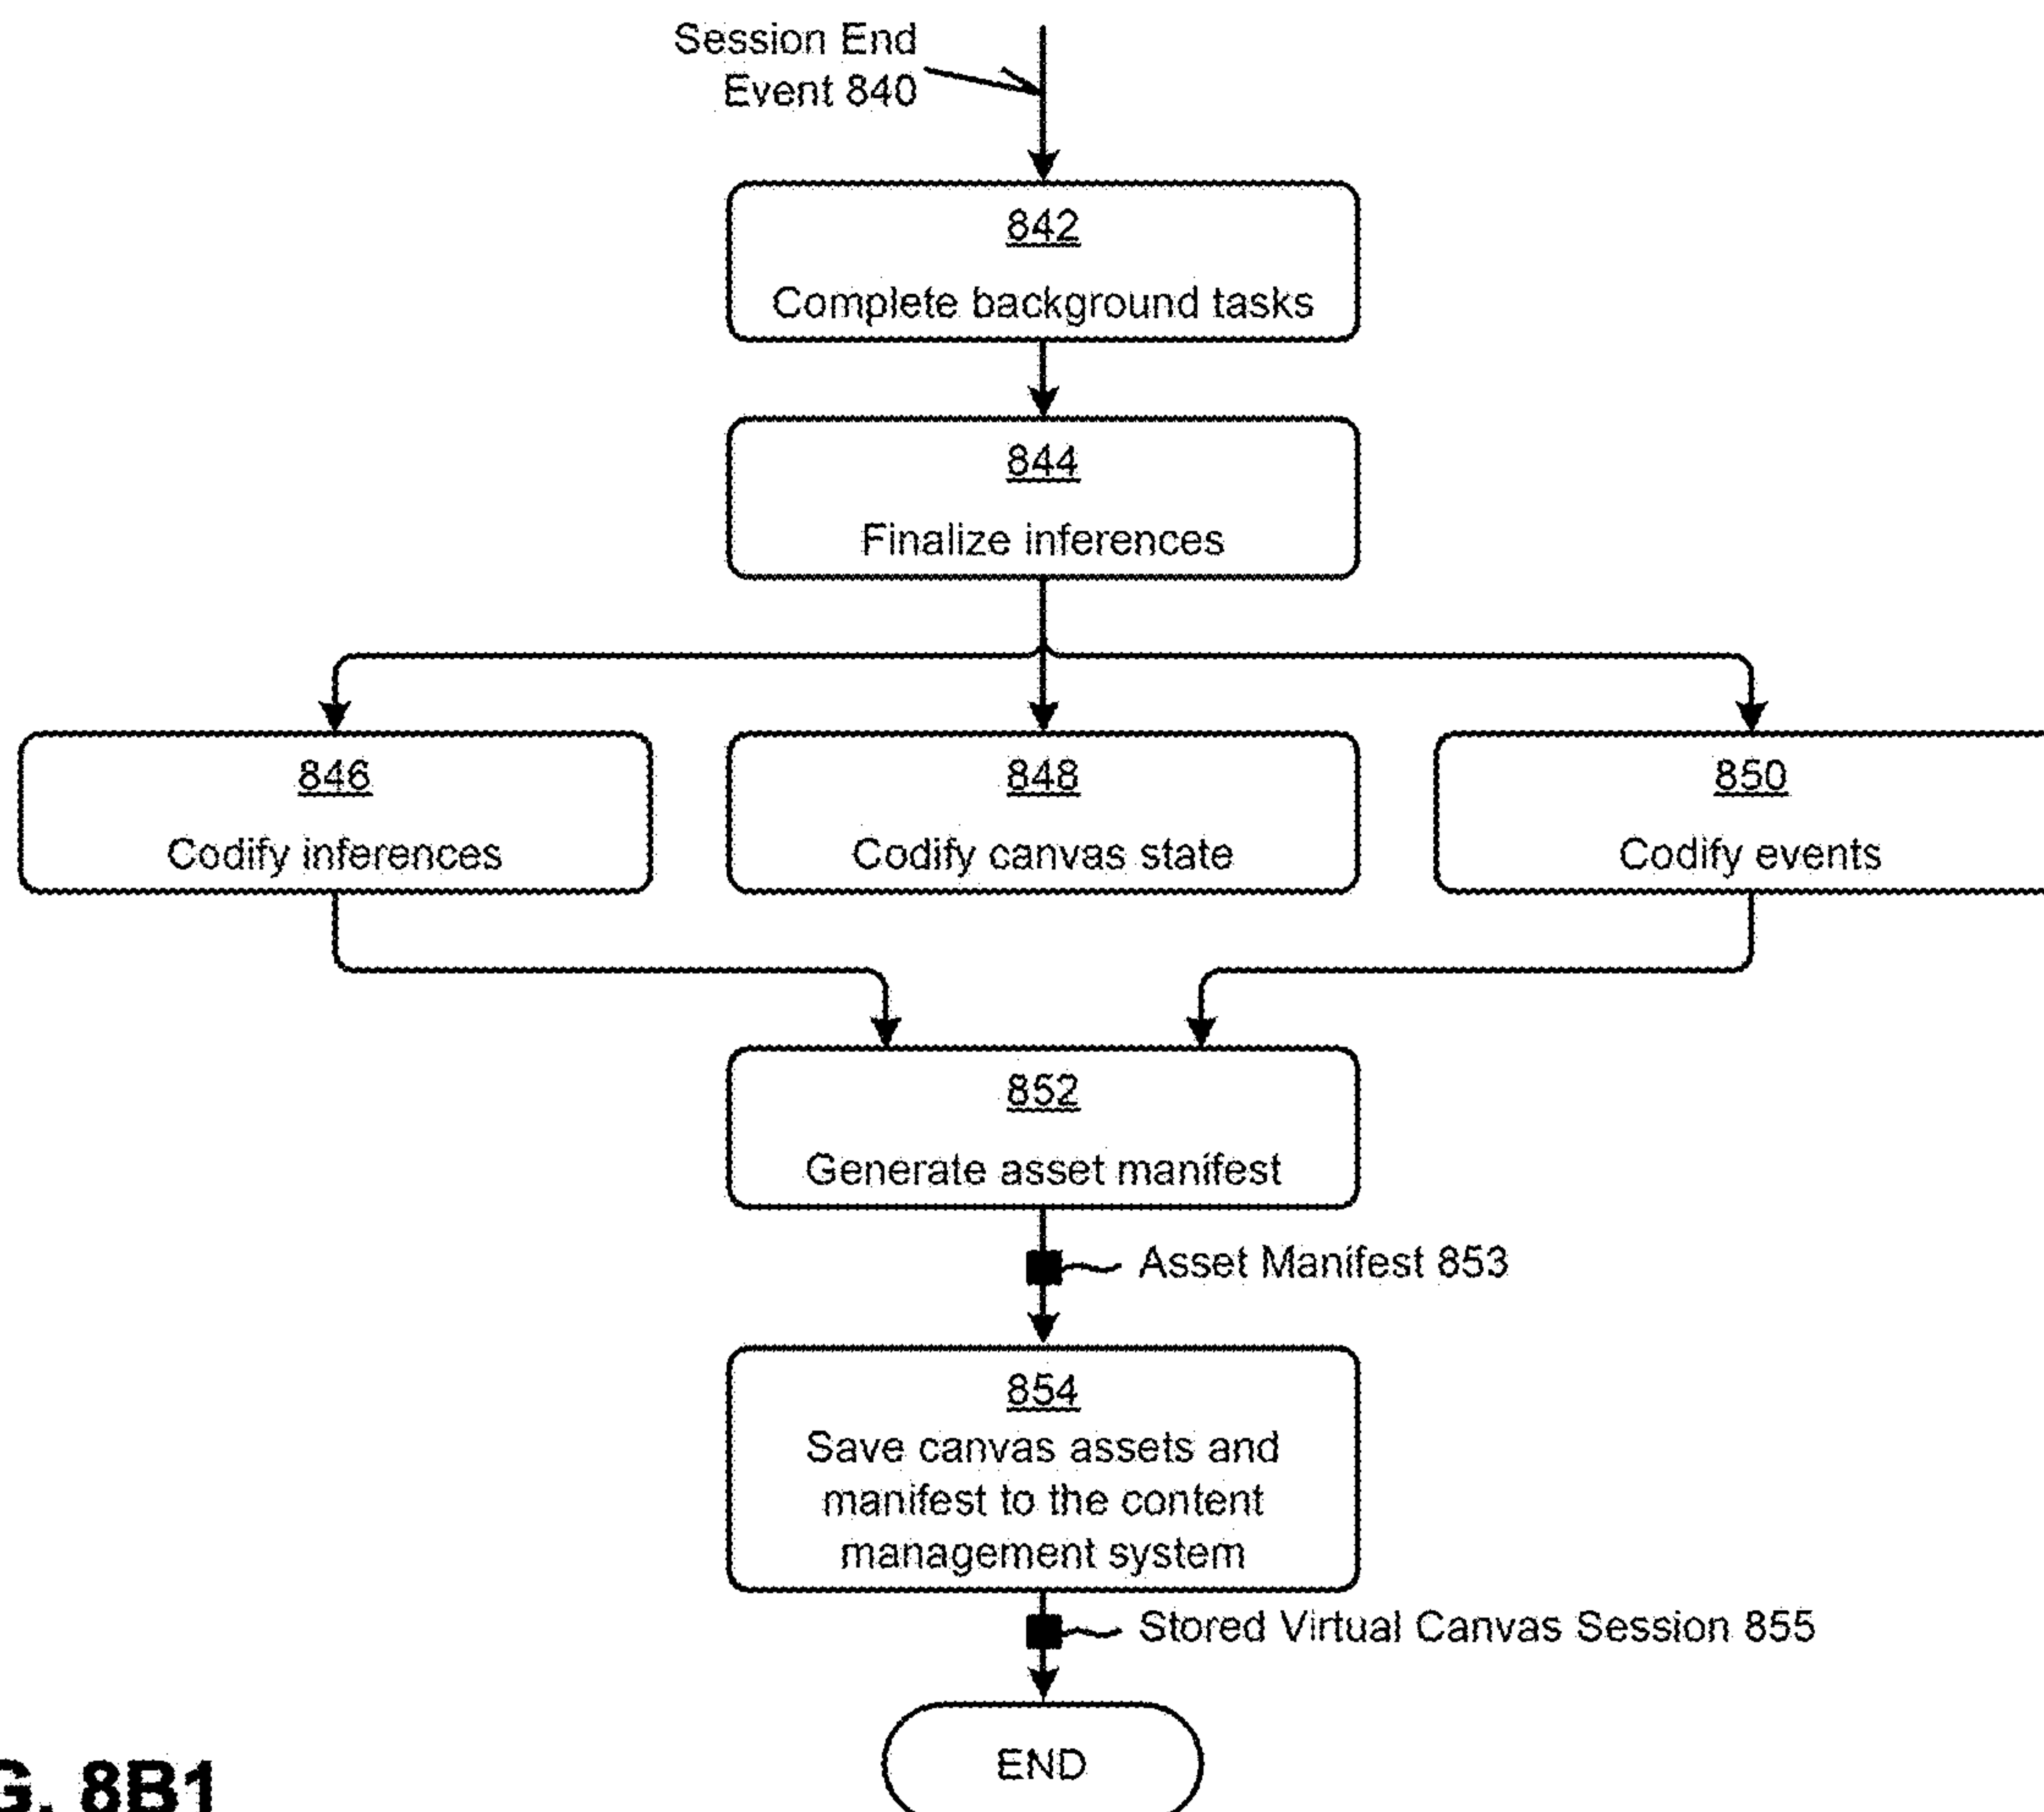 Session End
Event 840
842
Complete background tasks
844
Finalize inferences
846
Codify inferences
848
Codify canvas state
850
Codify events
852
Generate asset manifest
Asset Manifest 853
854
Save canvas assets and
manifest to the content
management system
Stored Virtual Canvas Session 855
END
G. 8B1